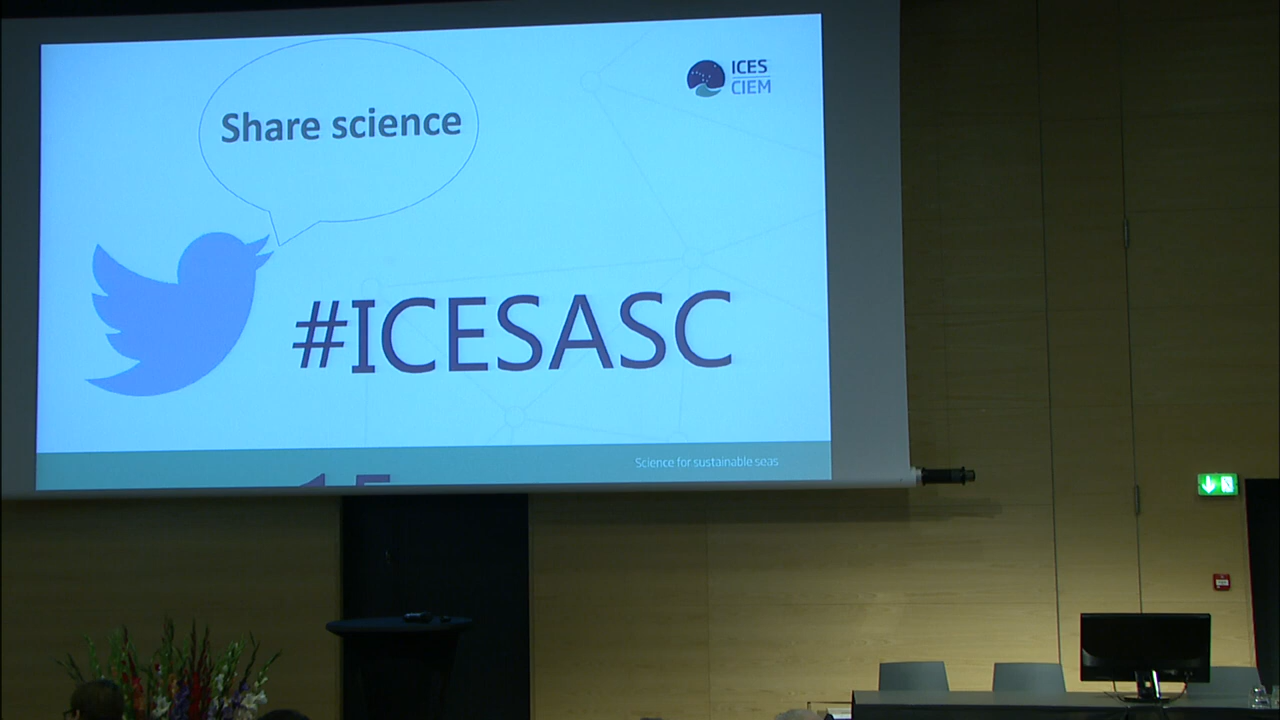 ICES
CIEM
Share science
#ICESASC
Science for sustainable seas